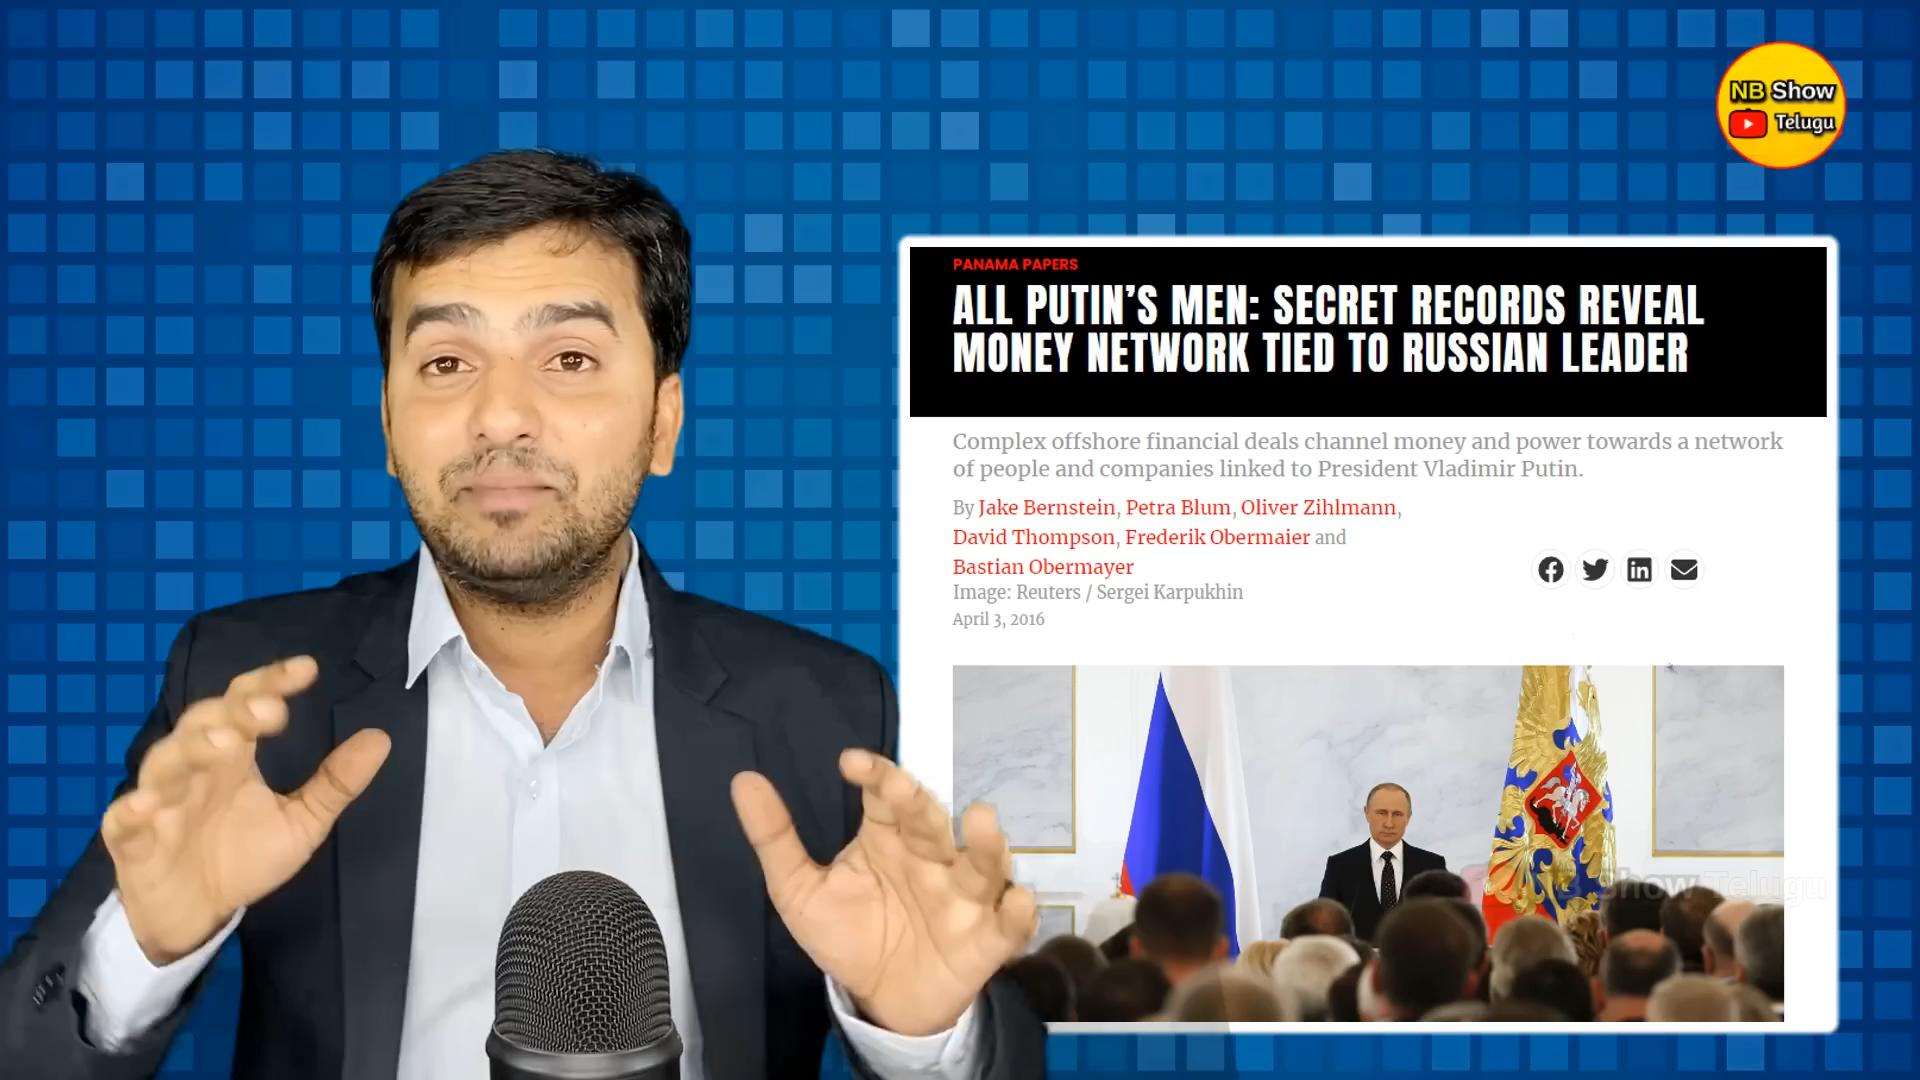 NB Show
Telugu
PANAMA PAPERS
ALL PUTIN’S MEN: SECRET RECORDS REVEAL
MONEY NETWORK TIED TO RUSSIAN LEADER
Complex offshore financial deals channel money and power towards a network
of people and companies linked to President Vladimir Putin.
By Jake Bernstein, Petra Blum, Oliver Zihlmann,
David Thompson, Frederik Obermaier and
Bastian Obermayer
Image: Reuters / Sergei Karpukhin
April 3, 2016
NB Show Telugu